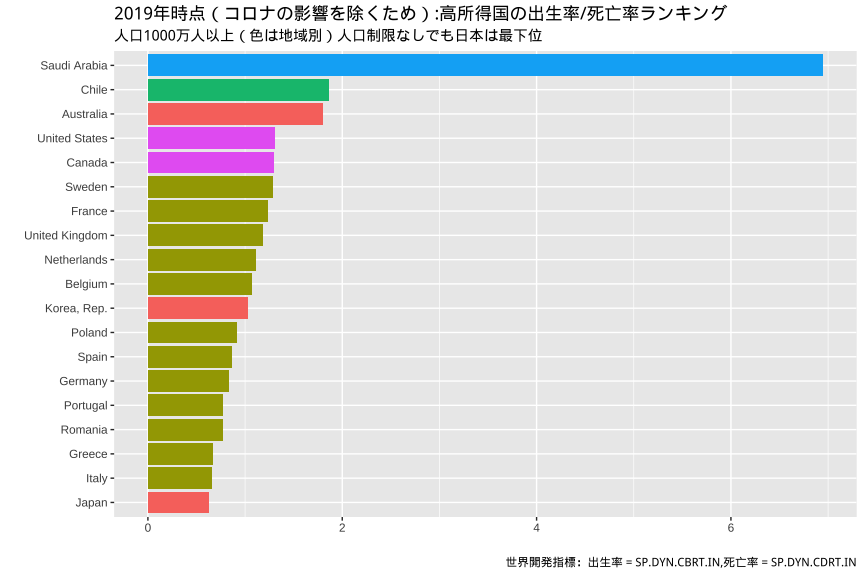 2019年時点（コロナの影響を除くため）:高所得国の出生率/死亡率ランキング
人口1000万人以上（色は地域別）人口制限なしでも日本は最下位
Saudi Arabia
Chile
Australia
United States
Canada
Sweden
France
United Kingdom
Netherlands
Belgium
Korea, Rep.
Poland
Spain
Germany
Portugal
Romania
Greece
Italy
Japan
0 2 4 6
世界開発指標：出生率 = SP.DYN.CBRT.IN,死亡率 = SP.DYN.CDRT.IN